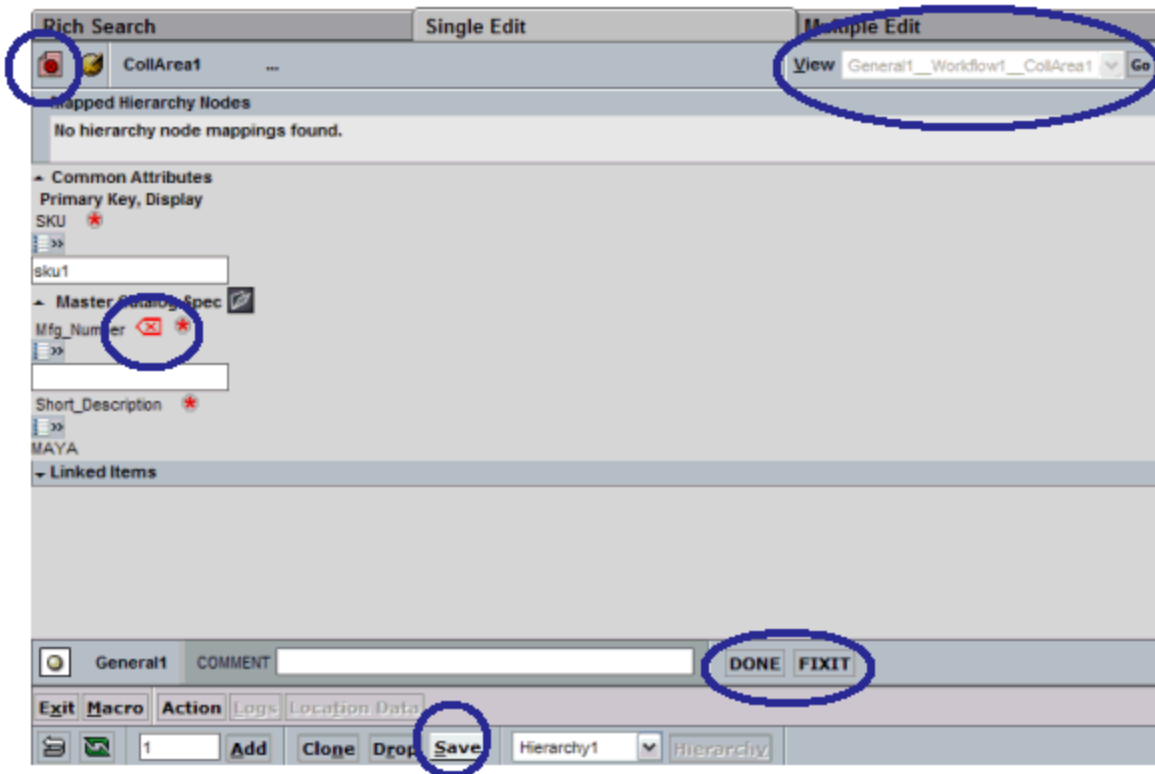 Rich Search Single Edit Multiple Edit
CollArea1 ... View General1__Workflow1__CollArea1 Go
Mapped Hierarchy Nodes
No hierarchy node mappings found.
Common Attributes
Primary Key, Display
SKU
sku1
Master Catalog Spec
Mfg_Number
Short_Description
MAYA
Linked Items
General1 COMMENT DONE FIXIT
Exit Macro Action Logs Location Data
1 Add Clone Drop Save Hierarchy1 Hierarchy